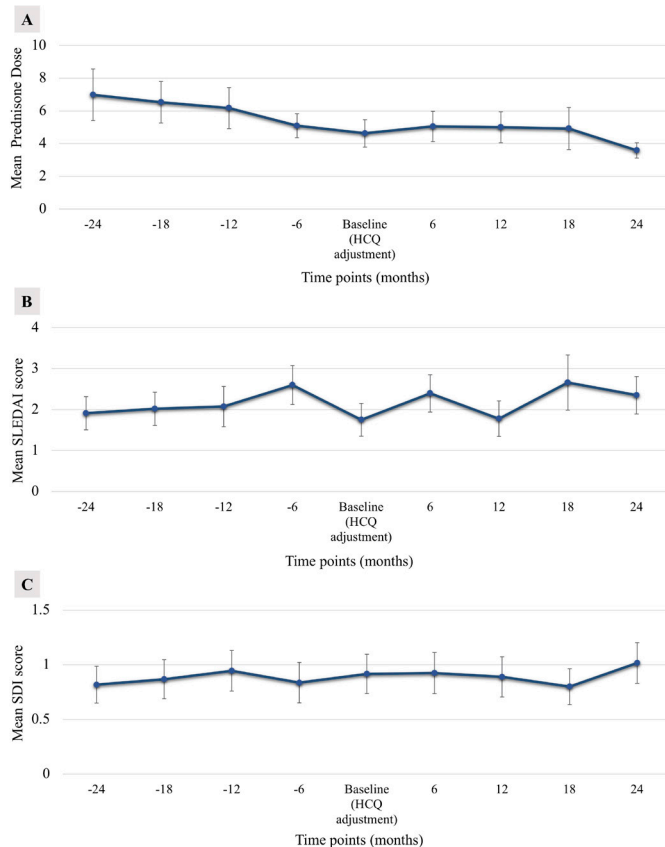 A
Mean Prednisone Dose
10
8
6
4
2
0
-24 -18 -12 -6 Baseline 6 12 18 24
(HCQ
adjustment)
Time points (months)
B
Mean SLEDAI score
4
3
2
1
0
-24 -18 -12 -6 Baseline 6 12 18 24
(HCQ
adjustment)
Time points (months)
C
Mean SDI score
1.5
1
0.5
0
-24 -18 -12 -6 Baseline 6 12 18 24
(HCQ
adjustment)
Time points (months)